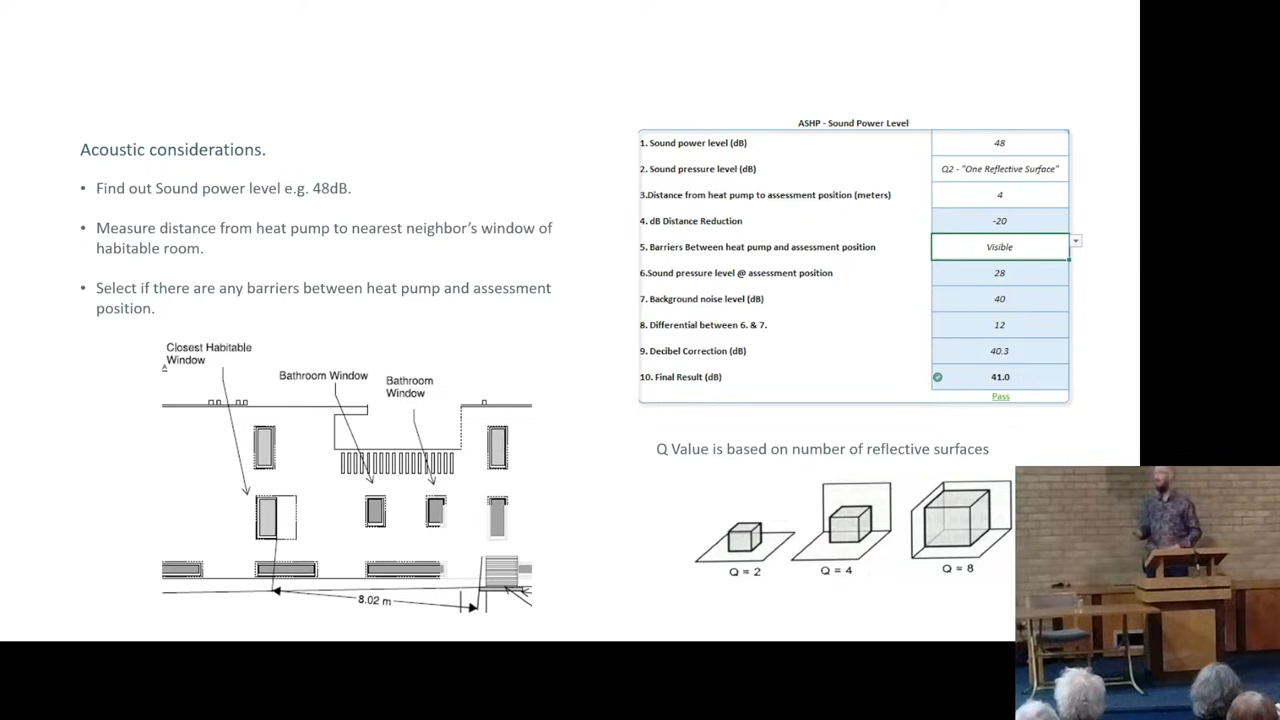 Acoustic considerations.
• Find out Sound power level e.g. 48dB.
• Measure distance from heat pump to nearest neighbor's window of
habitable room.
• Select if there are any barriers between heat pump and assessment
position.
Closest Habitable
Window
A
Bathroom Window
Bathroom
Window
8.02 m
ASHP - Sound Power Level
1. Sound power level (dB) 48
2. Sound pressure level (dB) Q2 - "One Reflective Surface"
3.Distance from heat pump to assessment position (meters) 4
4. dB Distance Reduction -20
5. Barriers Between heat pump and assessment position Visible
6.Sound pressure level @ assessment position 28
7. Background noise level (dB) 40
8. Differential between 6. & 7. 12
9. Decibel Correction (dB) 40.3
10. Final Result (dB) 41.0
Pass
Q Value is based on number of reflective surfaces
Q = 2
Q = 4
Q = 8